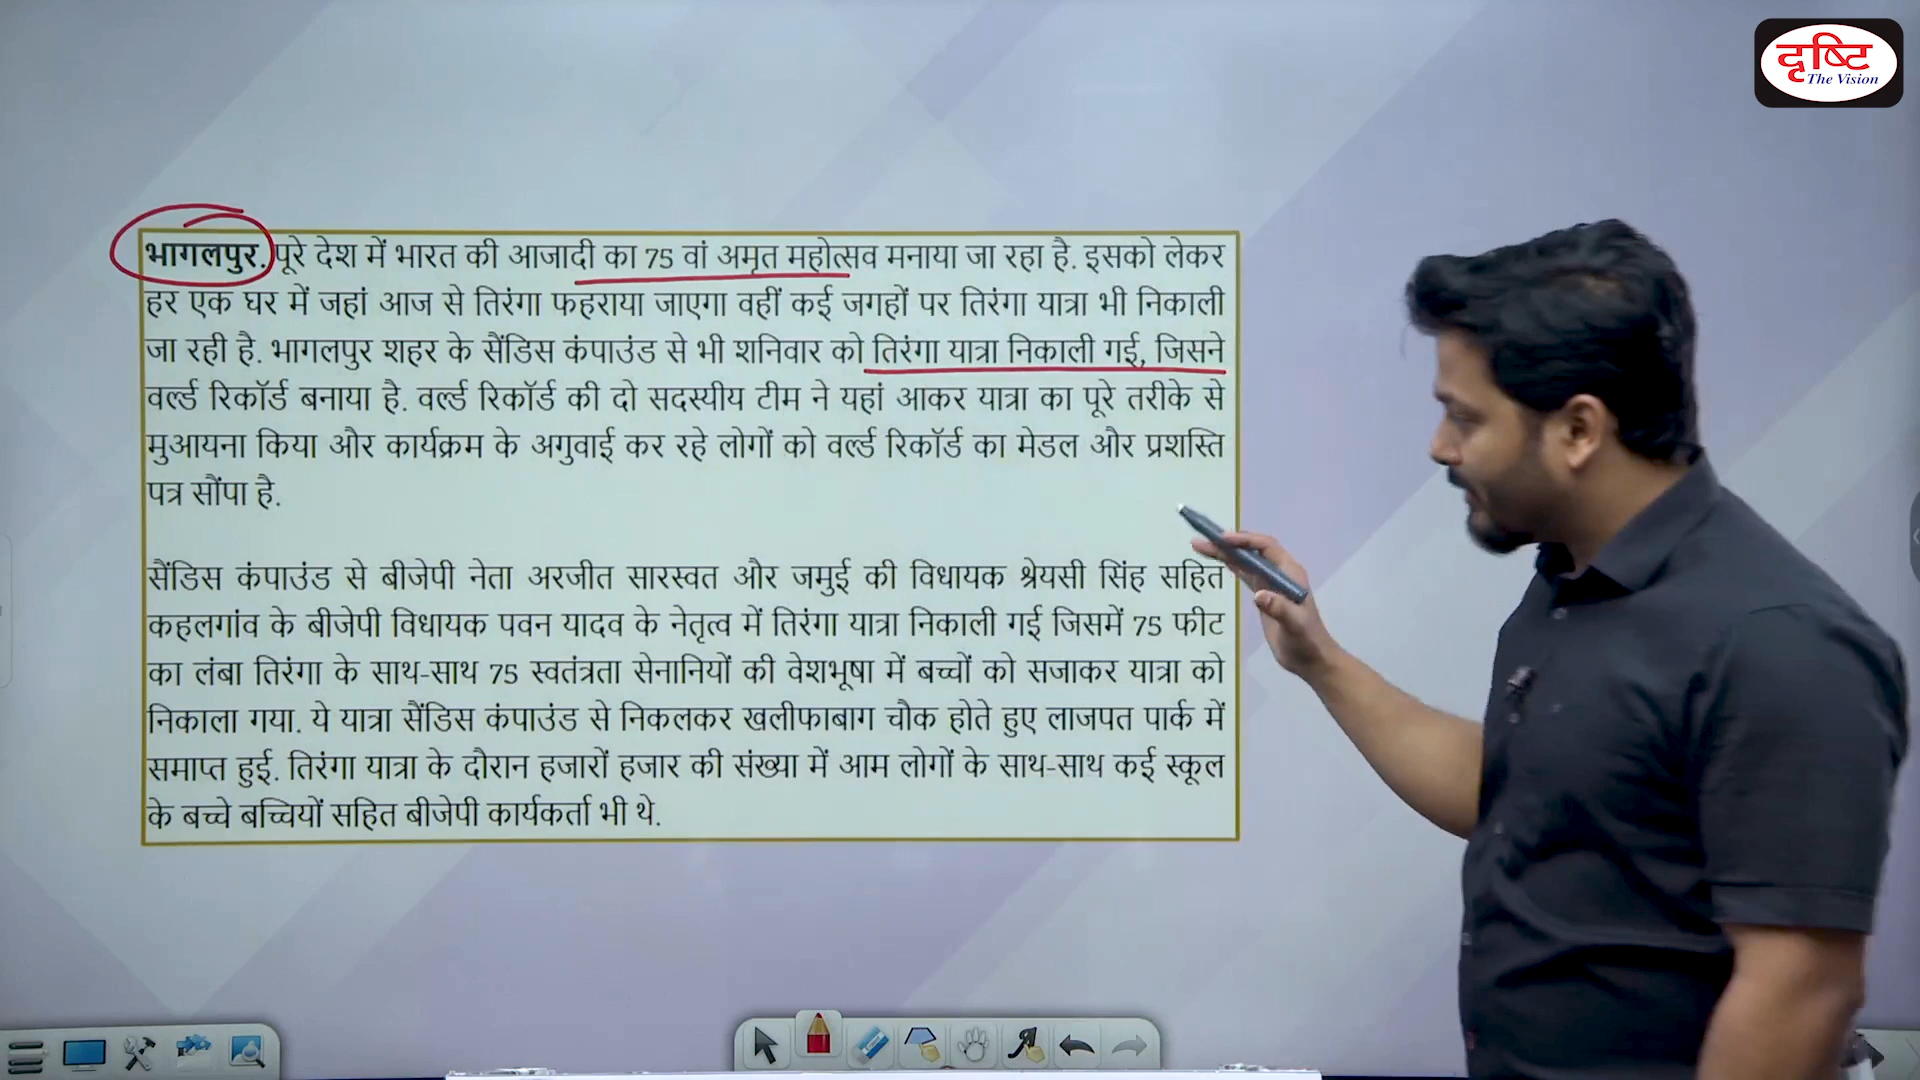 दृष्टि
The Vision
भागलपुर. पूरे देश में भारत की आजादी का 75 वां अमृत महोत्सव मनाया जा रहा है. इसको लेकर
हर एक घर में जहां आज से तिरंगा फहराया जाएगा वहीं कई जगहों पर तिरंगा यात्रा भी निकाली
जा रही है. भागलपुर शहर के सैंडिस कंपाउंड से भी शनिवार को तिरंगा यात्रा निकाली गई, जिसने
वर्ल्ड रिकॉर्ड बनाया है. वर्ल्ड रिकॉर्ड की दो सदस्यीय टीम ने यहां आकर यात्रा का पूरे तरीके से
मुआयना किया और कार्यक्रम के अगुवाई कर रहे लोगों को वर्ल्ड रिकॉर्ड का मेडल और प्रशस्ति
पत्र सौंपा है.
सैंडिस कंपाउंड से बीजेपी नेता अरजीत सारस्वत और जमुई की विधायक श्रेयसी सिंह सहित
कहलगांव के बीजेपी विधायक पवन यादव के नेतृत्व में तिरंगा यात्रा निकाली गई जिसमें 75 फीट
का लंबा तिरंगा के साथ-साथ 75 स्वतंत्रता सेनानियों की वेशभूषा में बच्चों को सजाकर यात्रा को
निकाला गया. ये यात्रा सैंडिस कंपाउंड से निकलकर खलीफाबाग चौक होते हुए लाजपत पार्क में
समाप्त हुई. तिरंगा यात्रा के दौरान हजारों हजार की संख्या में आम लोगों के साथ-साथ कई स्कूल
के बच्चे बच्चियों सहित बीजेपी कार्यकर्ता भी थे.